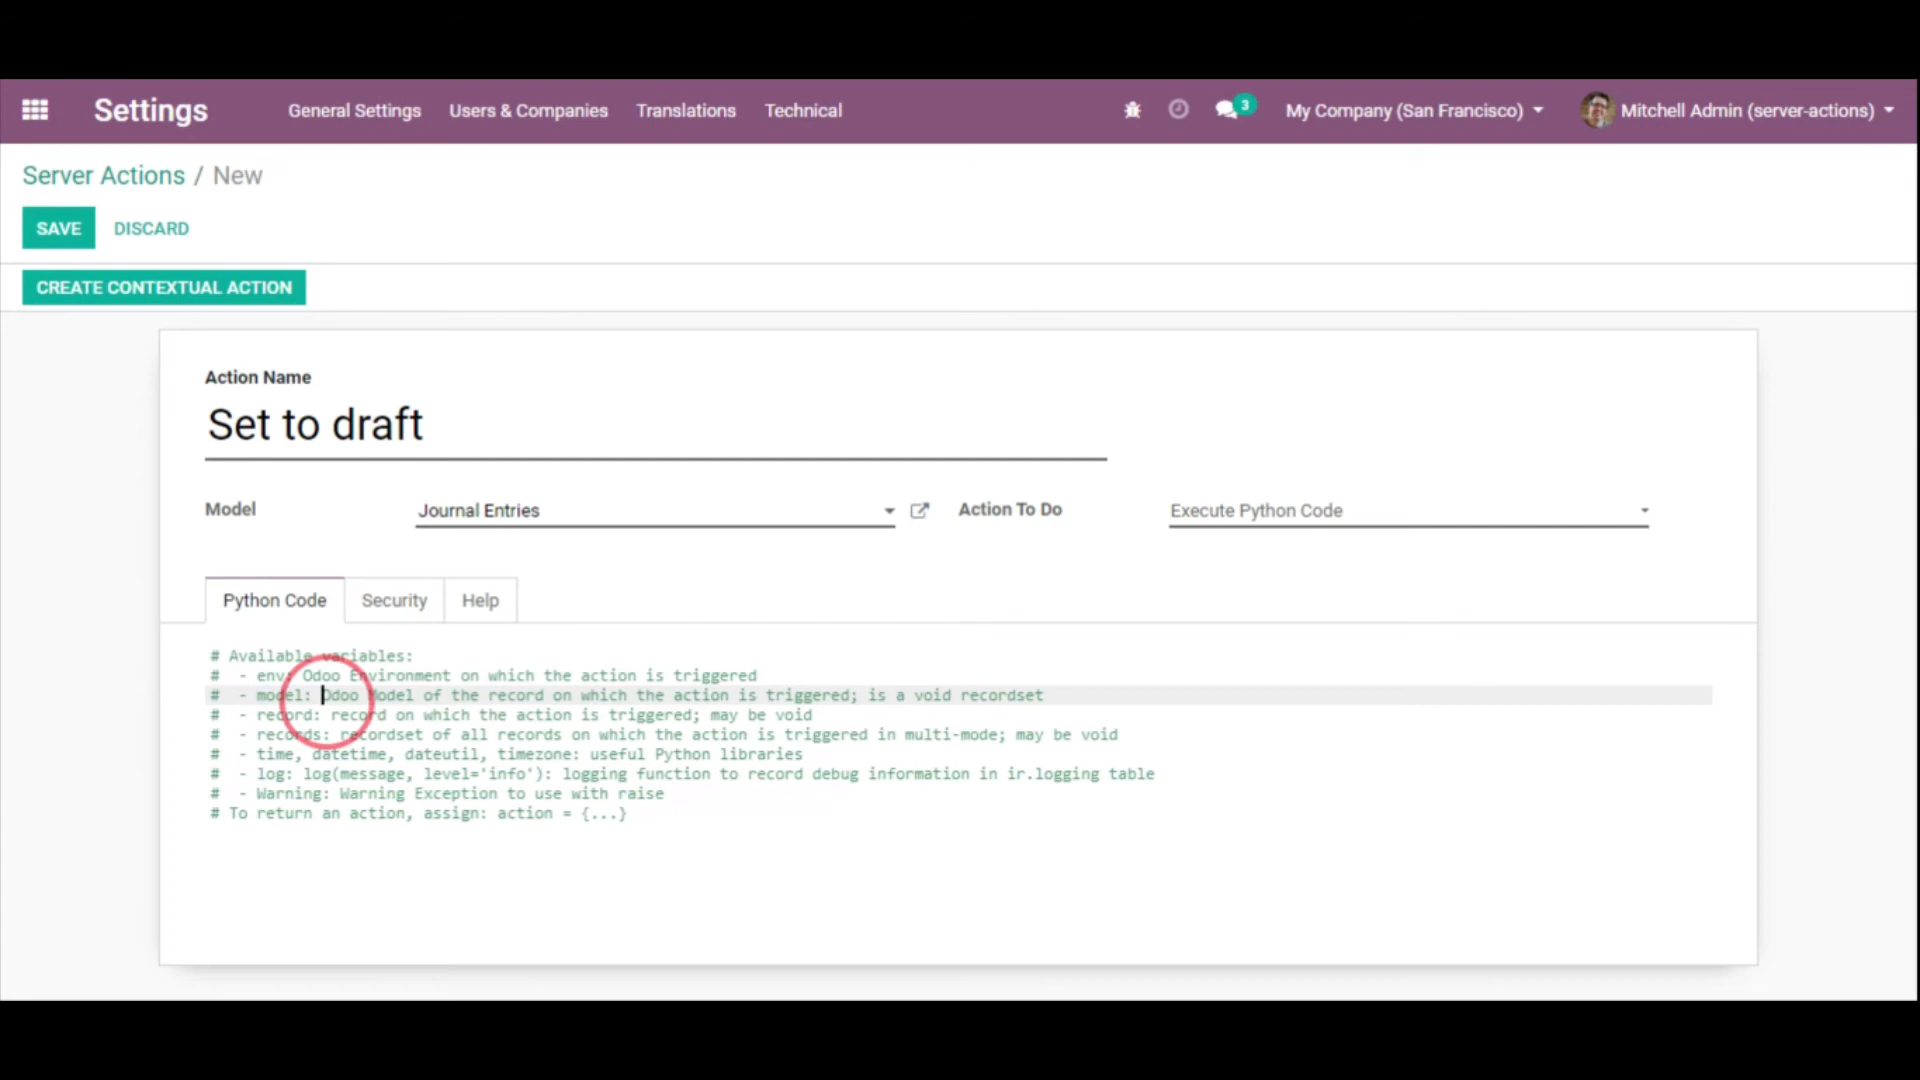 Settings General Settings Users & Companies Translations Technical 3 My Company (San Francisco) Mitchell Admin (server-actions)
Server Actions / New
SAVE DISCARD
CREATE CONTEXTUAL ACTION
Action Name
Set to draft
Model Journal Entries Action To Do Execute Python Code
Python Code Security Help
# Available variables:
#  - env: Odoo Environment on which the action is triggered
#  - model: Odoo Model of the record on which the action is triggered; is a void recordset
#  - record: record on which the action is triggered; may be void
#  - records: recordset of all records on which the action is triggered in multi-mode; may be void
#  - time, datetime, dateutil, timezone: useful Python libraries
#  - log: log(message, level='info'): logging function to record debug information in ir.logging table
#  - Warning: Warning Exception to use with raise
# To return an action, assign: action = {...}